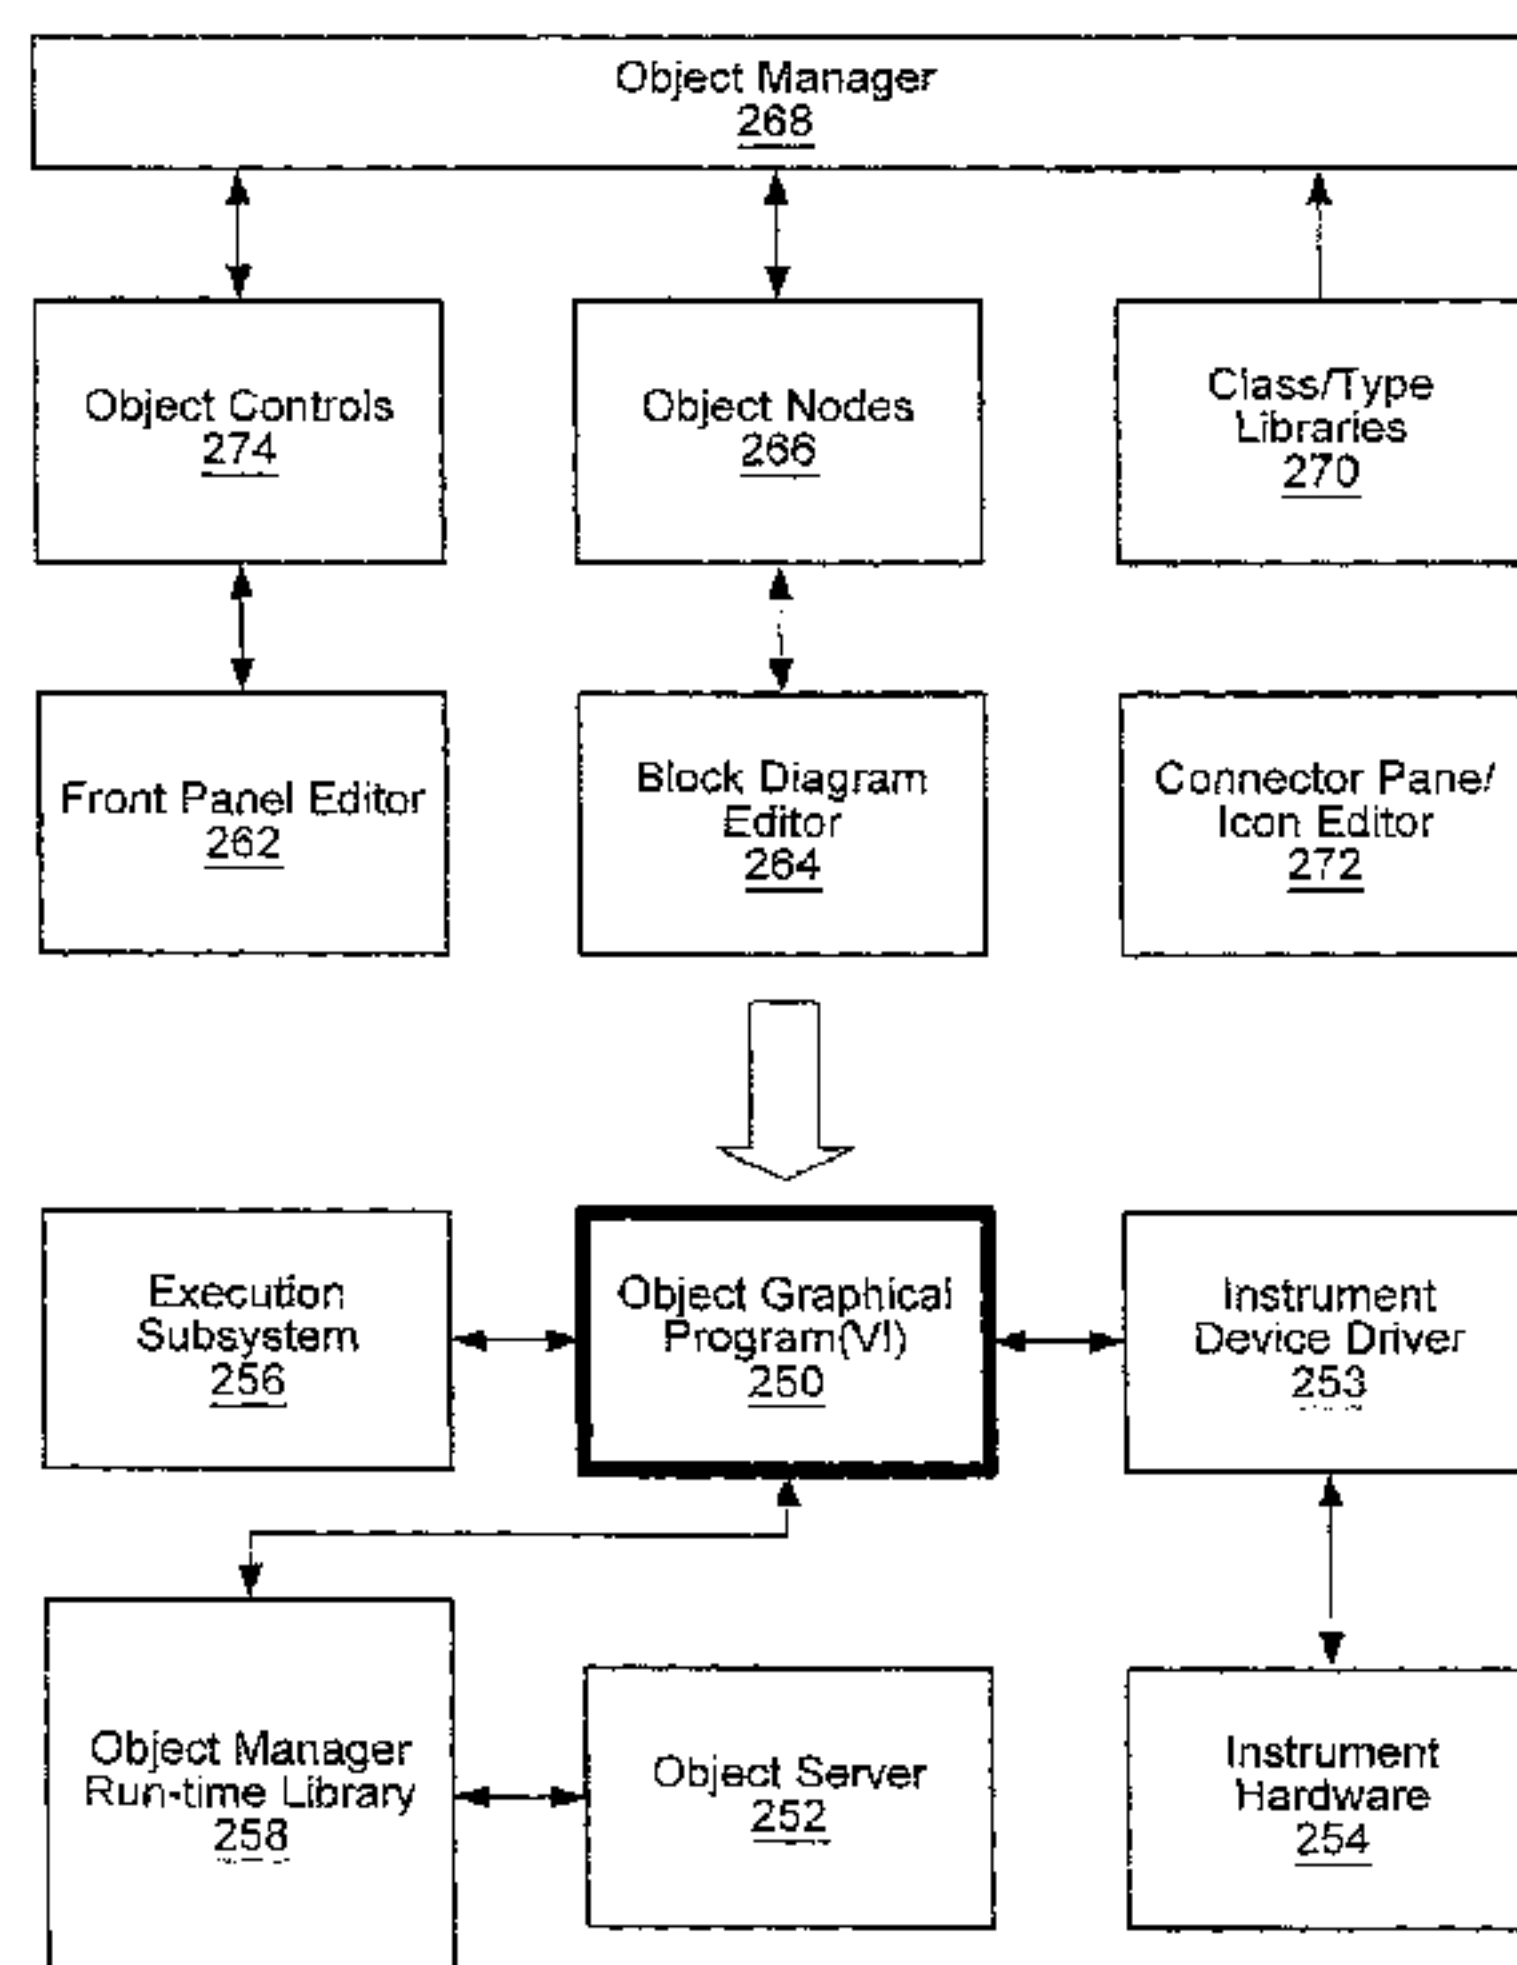 Object Manager
268
Object Controls
274
Object Nodes
266
Class/Type
Libraries
270
Front Panel Editor
262
Block Diagram
Editor
264
Connector Pane/
Icon Editor
272
Execution
Subsystem
256
Object Graphical
Program(VI)
250
Instrument
Device Driver
253
Object Manager
Run-time Library
258
Object Server
252
Instrument
Hardware
254